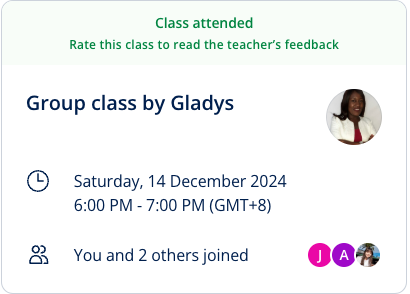 Class attended
Rate this class to read the teacher’s feedback
Group class by Gladys
Saturday, 14 December 2024
6:00 PM - 7:00 PM (GMT+8)
You and 2 others joined
J
A